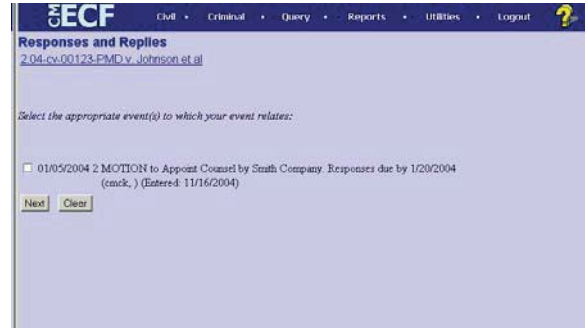 CM ECF Civil • Criminal • Query • Reports • Utilities • Logout ?
Responses and Replies
2:04-cv-00123-PMD v. Johnson et al
Select the appropriate event(s) to which your event relates:
01/05/2004 2 MOTION to Appoint Counsel by Smith Company. Responses due by 1/20/2004
(cmck, ) (Entered: 11/16/2004)
Next Clear